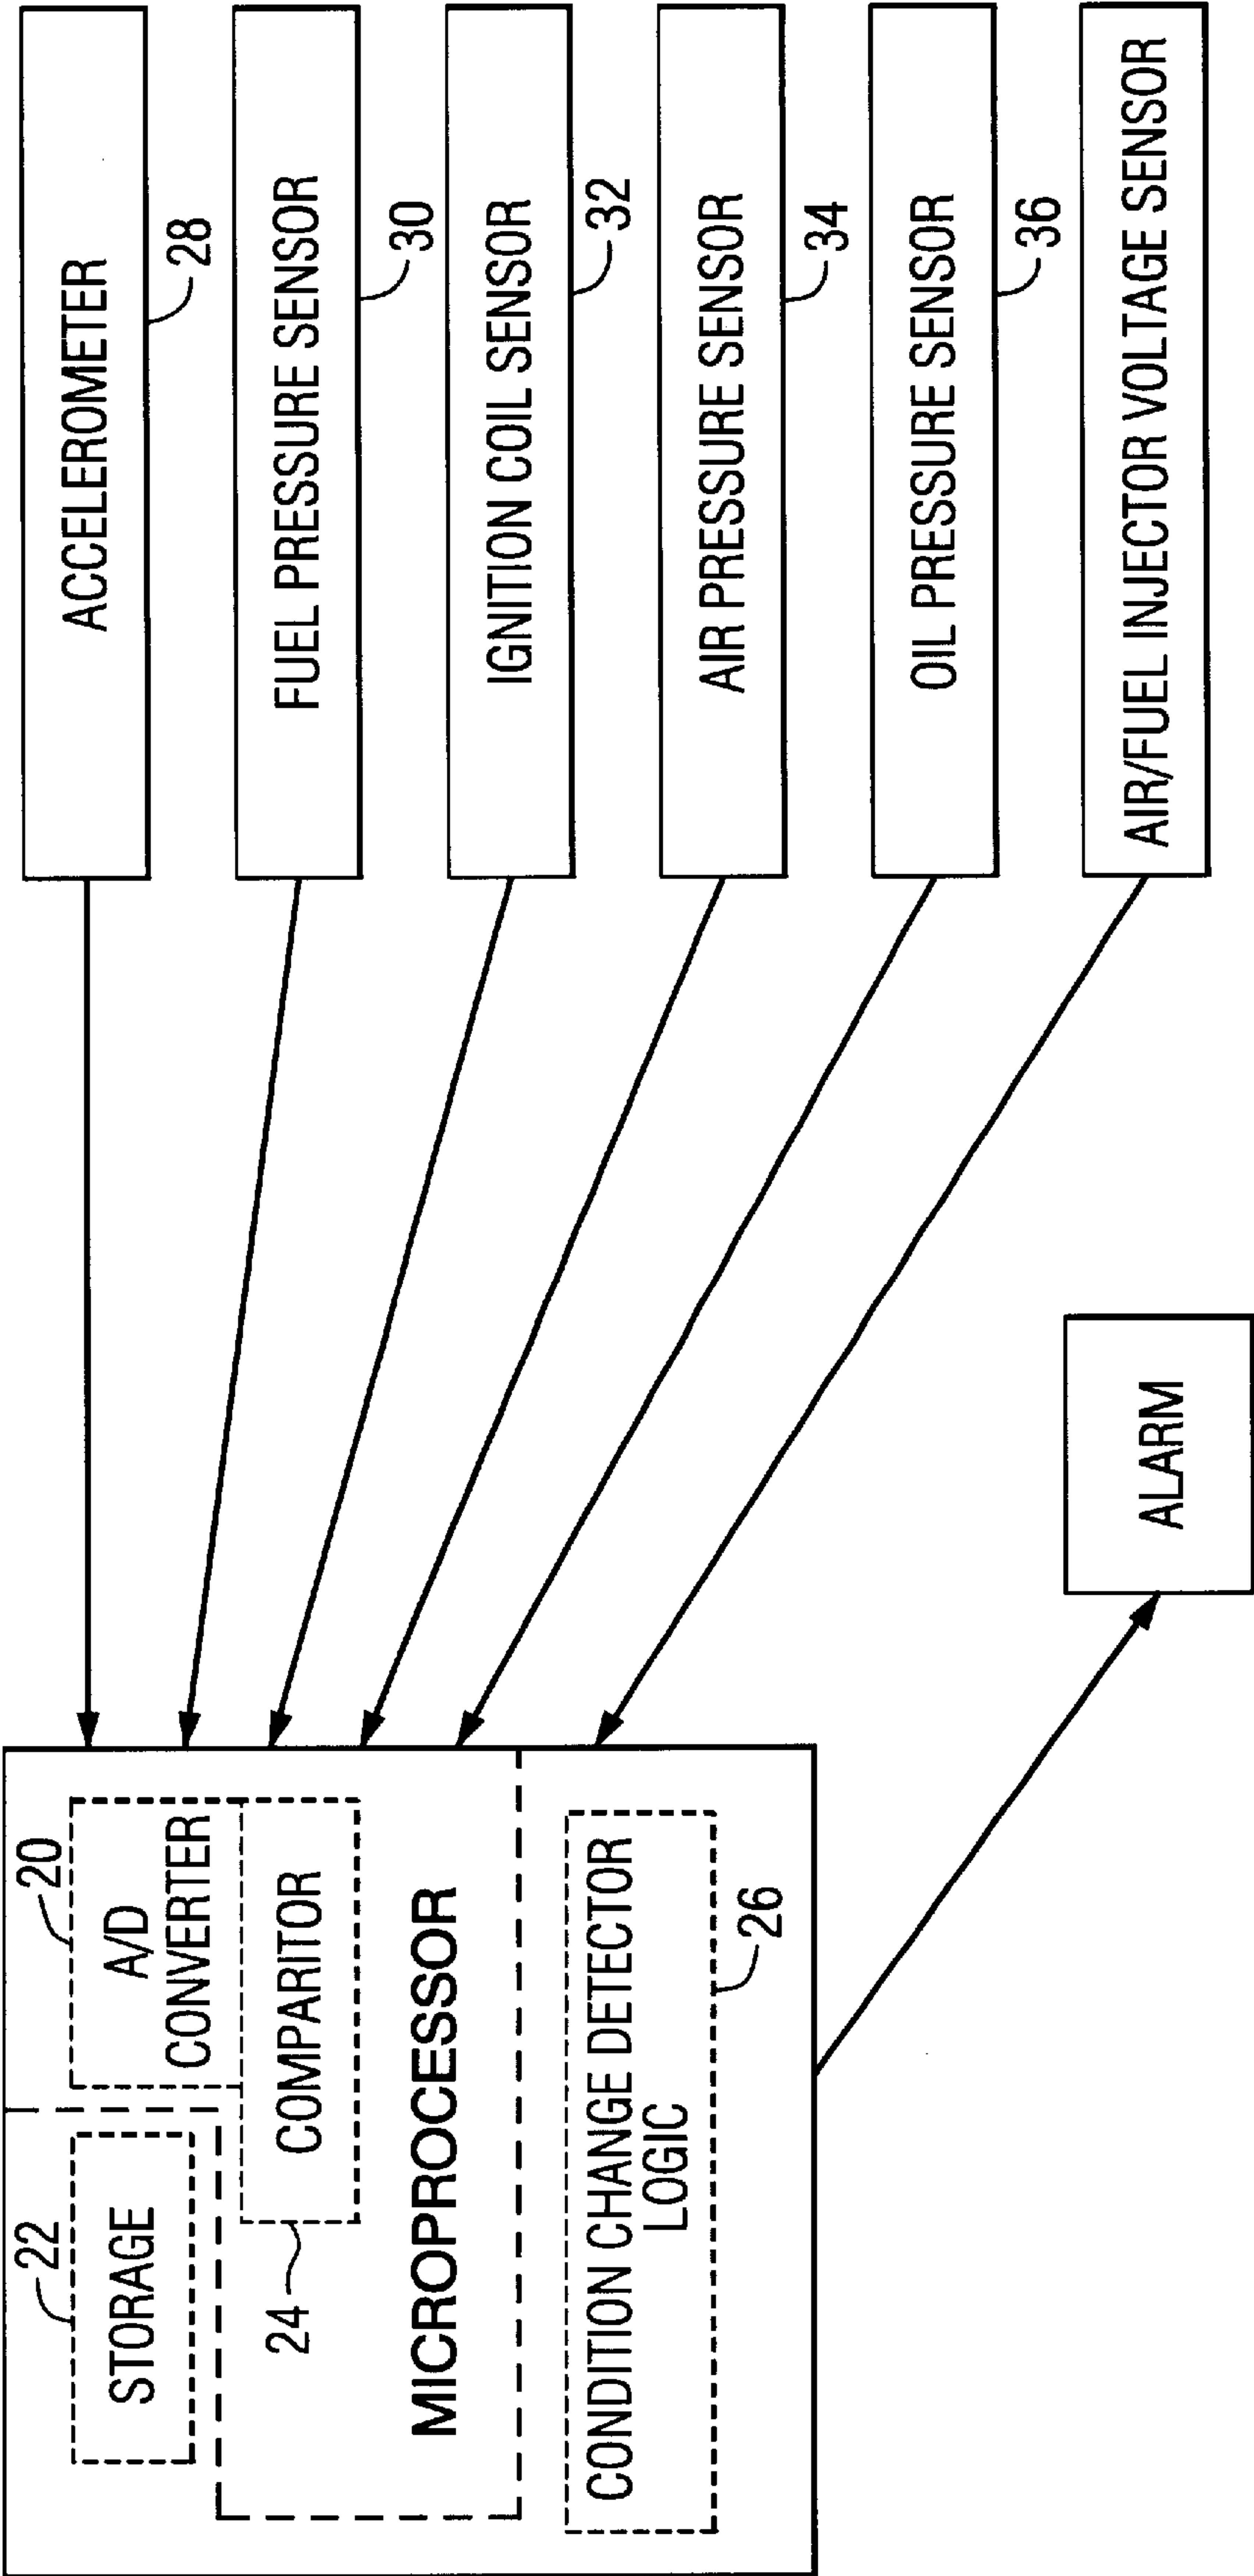 22
STORAGE
20
A/D
CONVERTER
24
COMPARITOR
MICROPROCESSOR
CONDITION CHANGE DETECTOR
LOGIC
26
ALARM
ACCELEROMETER
28
FUEL PRESSURE SENSOR
30
IGNITION COIL SENSOR
32
AIR PRESSURE SENSOR
34
OIL PRESSURE SENSOR
36
AIR/FUEL INJECTOR VOLTAGE SENSOR